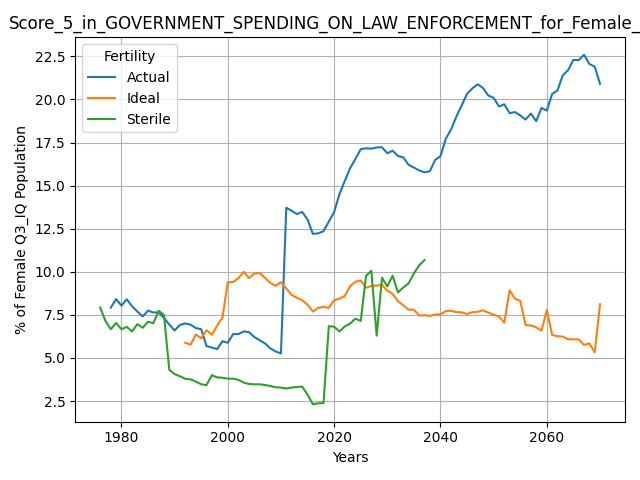 Score_5_in_GOVERNMENT_SPENDING_ON_LAW_ENFORCEMENT_for_Female_
Fertility
Actual
Ideal
Sterile
% of Female Q3_IQ Population
22.5
20.0
17.5
15.0
12.5
10.0
7.5
5.0
2.5
1980 2000 2020 2040 2060
Years